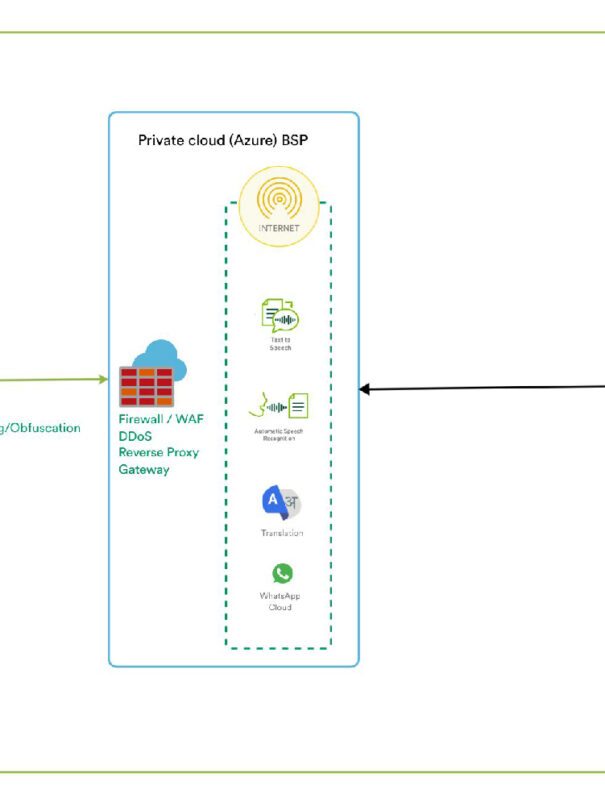 Private cloud (Azure) BSP
INTERNET
Text to
Speech
Automatic Speech
Recognition
Firewall / WAF
DDoS
Reverse Proxy
Gateway
g/Obfuscation
A अ
Translation
WhatsApp
Cloud